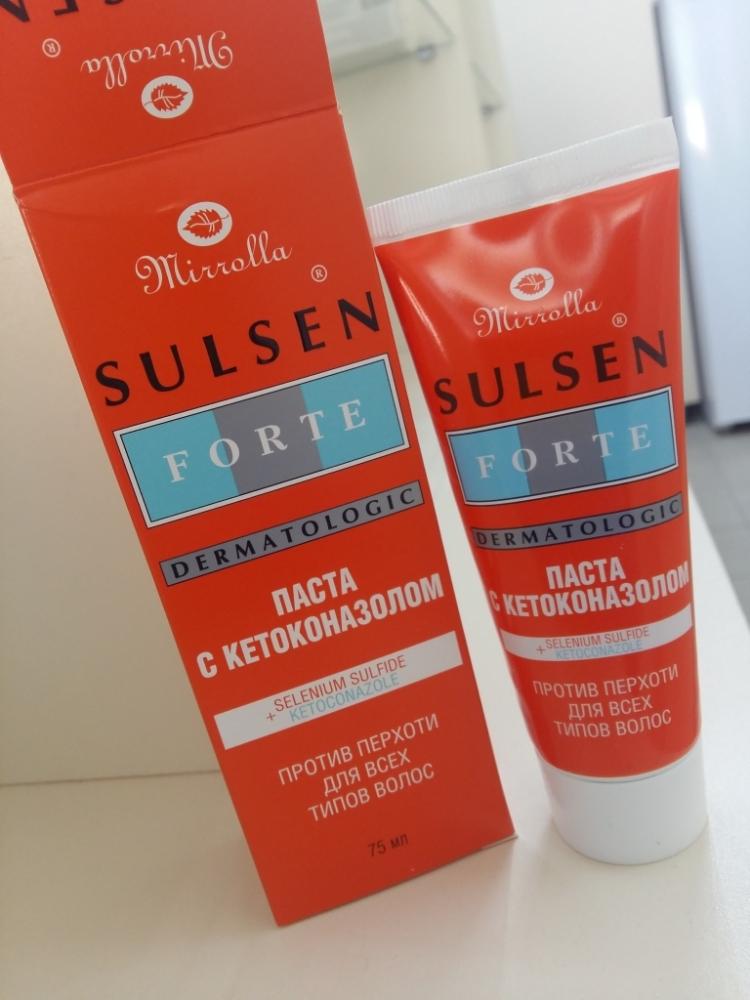 SEN
®
Mirrolla
Mirrolla
®
SULSEN
FORTE
DERMATOLOGIC
ПАСТА
С КЕТОКОНАЗОЛОМ
SELENIUM SULFIDE
+ KETOCONAZOLE
ПРОТИВ ПЕРХОТИ
ДЛЯ ВСЕХ
ТИПОВ ВОЛОС
75 мл
Mirrolla
®
SULSEN
FORTE
DERMATOLOGIC
ПАСТА
С КЕТОКОНАЗОЛОМ
SELENIUM SULFIDE
+ KETOCONAZOLE
ПРОТИВ ПЕРХОТИ
ДЛЯ ВСЕХ
ТИПОВ ВОЛОС